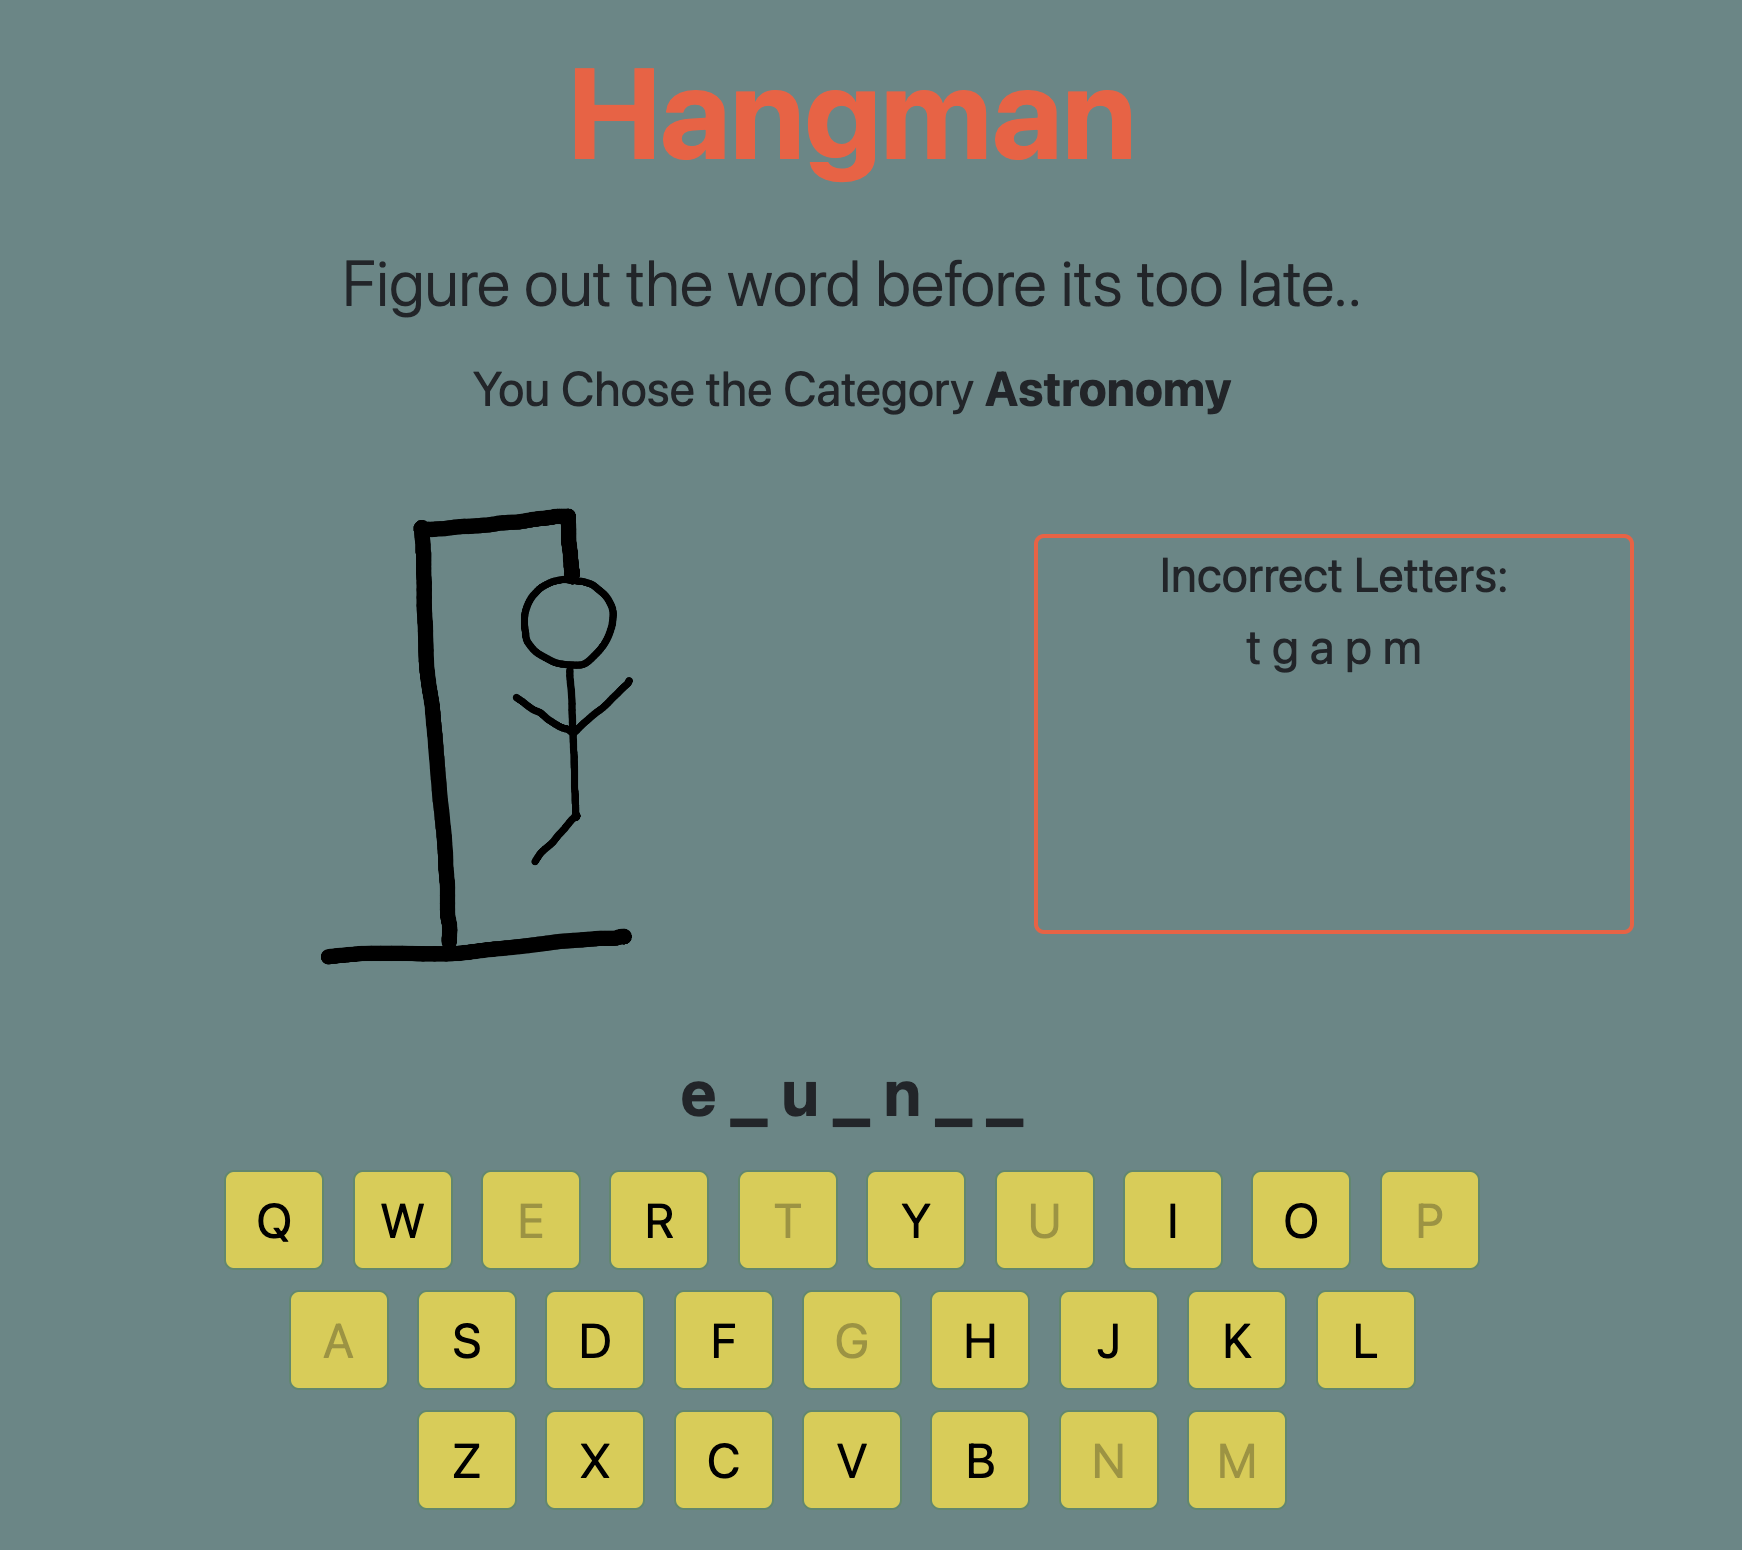 Hangman
Figure out the word before its too late..
You Chose the Category Astronomy
Incorrect Letters:
t g a p m
e _ u _ n _ _
Q W E R T Y U I O P
A S D F G H J K L
Z X C V B N M